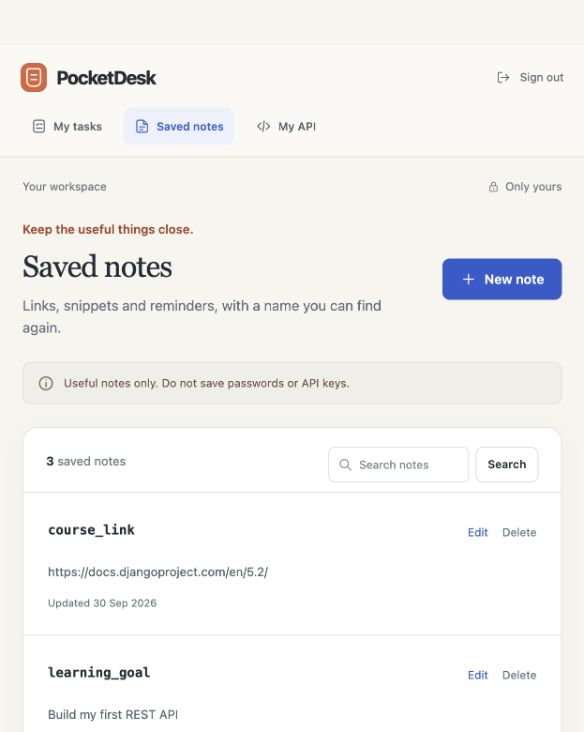 PocketDesk
Sign out
My tasks
Saved notes
My API
Your workspace
Only yours
Keep the useful things close.
Saved notes
New note
Links, snippets and reminders, with a name you can find
again.
Useful notes only. Do not save passwords or API keys.
3 saved notes
Search notes
Search
course_link
Edit
Delete
https://docs.djangoproject.com/en/5.2/
Updated 30 Sep 2026
learning_goal
Edit
Delete
Build my first REST API